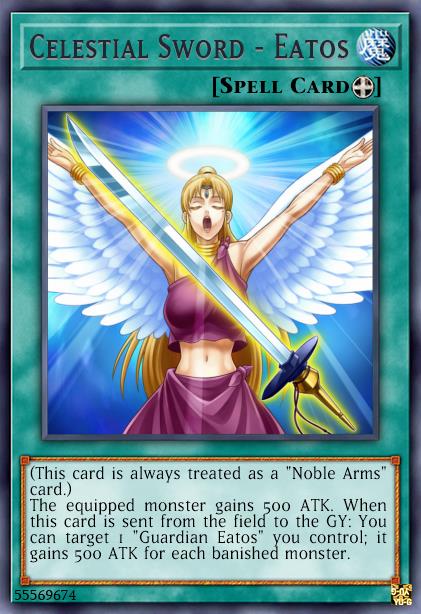 Celestial Sword - Eatos
[Spell Card]
(This card is always treated as a "Noble Arms"
card.)
The equipped monster gains 500 ATK. When
this card is sent from the field to the GY: You
can target 1 "Guardian Eatos" you control; it
gains 500 ATK for each banished monster.
55569674